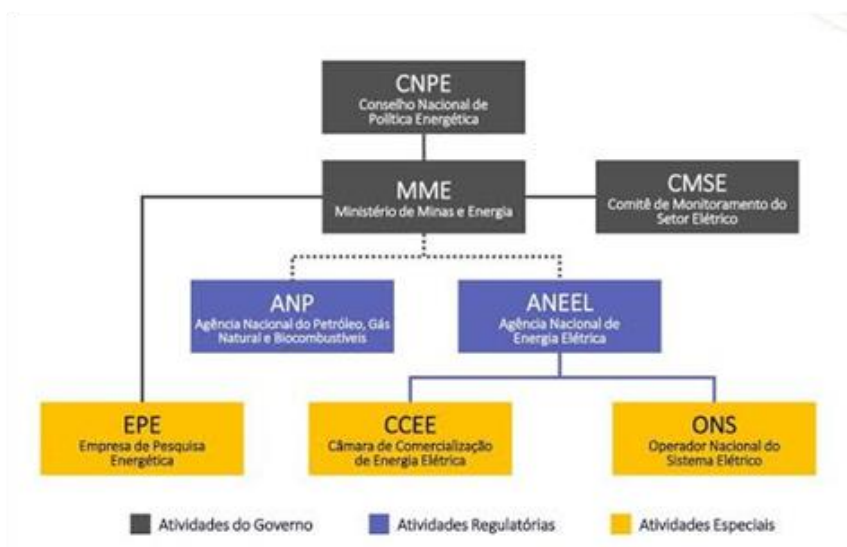 CNPE
Conselho Nacional de
Política Energética
MME
Ministério de Minas e Energia
CMSE
Comitê de Monitoramento do
Setor Elétrico
ANP
Agência Nacional do Petróleo, Gás
Natural e Biocombustíveis
ANEEL
Agência Nacional de
Energia Elétrica
EPE
Empresa de Pesquisa
Energética
CCEE
Câmara de Comercialização
de Energia Elétrica
ONS
Operador Nacional do
Sistema Elétrico
Atividades do Governo
Atividades Regulatórias
Atividades Especiais